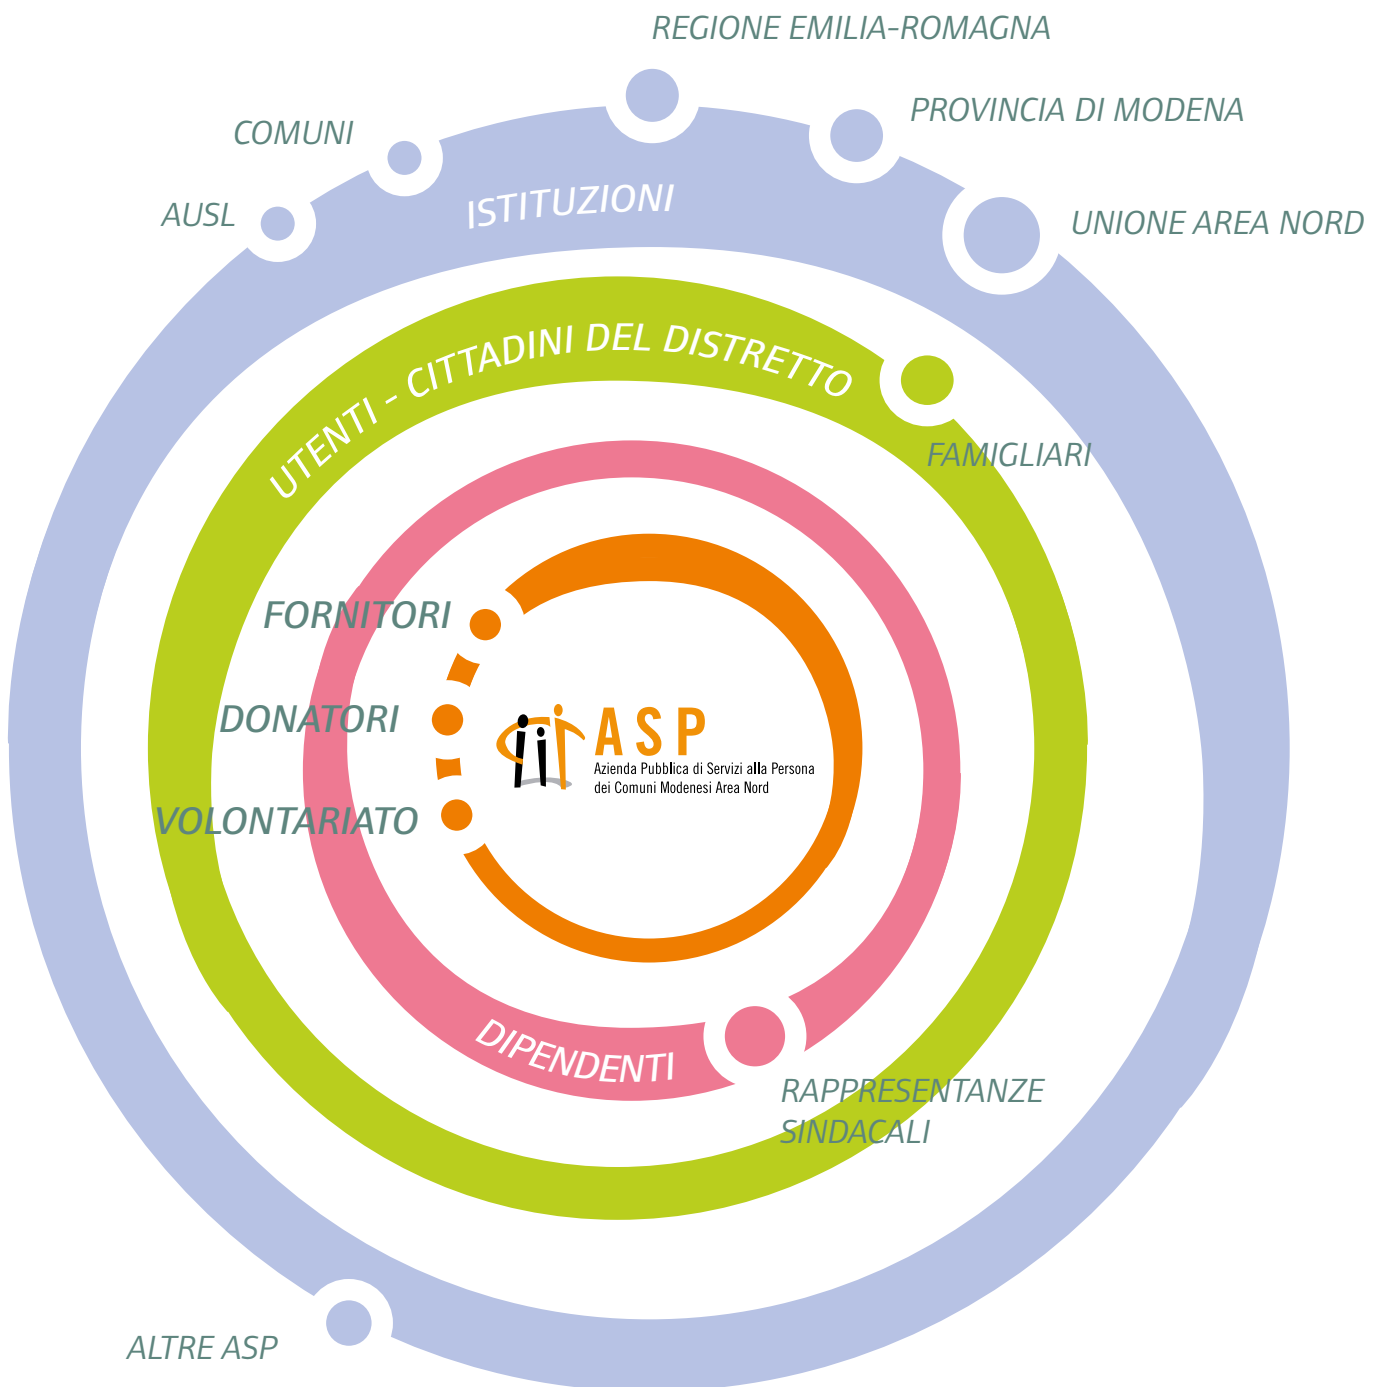 REGIONE EMILIA-ROMAGNA
PROVINCIA DI MODENA
COMUNI
ISTITUZIONI
AUSL
UNIONE AREA NORD
UTENTI - CITTADINI DEL DISTRETTO
FAMIGLIARI
FORNITORI
DONATORI
ASP
Azienda Pubblica di Servizi alla Persona
dei Comuni Modenesi Area Nord
VOLONTARIATO
DIPENDENTI
RAPPRESENTANZE
SINDACALI
ALTRE ASP